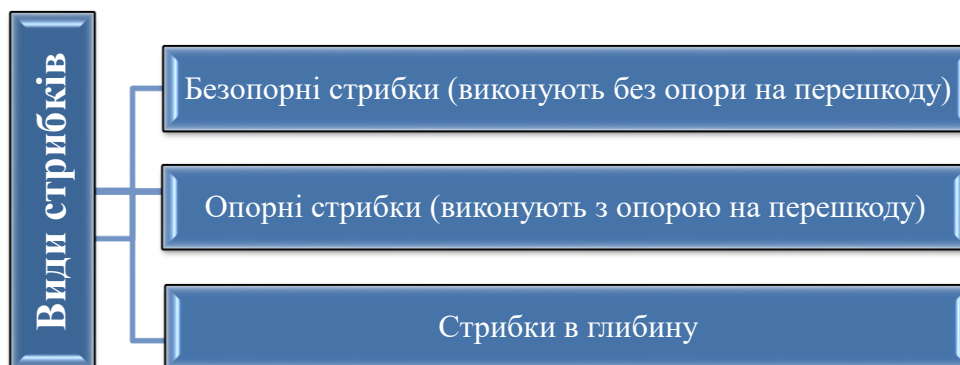 Види стрибків
Безопорні стрибки (виконують без опори на перешкоду)
Опорні стрибки (виконують з опорою на перешкоду)
Стрибки в глибину